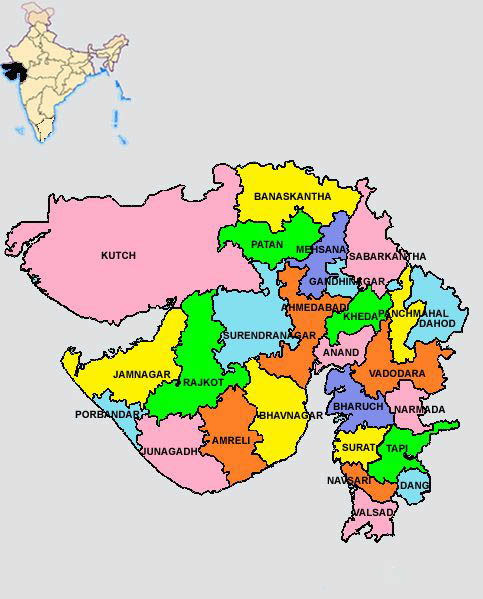 BANASKANTHA
PATAN
MEHSANA
KUTCH
SABARKANTHA
GANDHINAGAR
AHMEDABAD
KHEDA
PANCHMAHAL
DAHOD
SURENDRANAGAR
ANAND
JAMNAGAR
RAJKOT
VADODARA
PORBANDAR
BHAVNAGAR
BHARUCH
NARMADA
AMRELI
JUNAGADH
SURAT
TAPI
NAVSARI
DANG
VALSAD